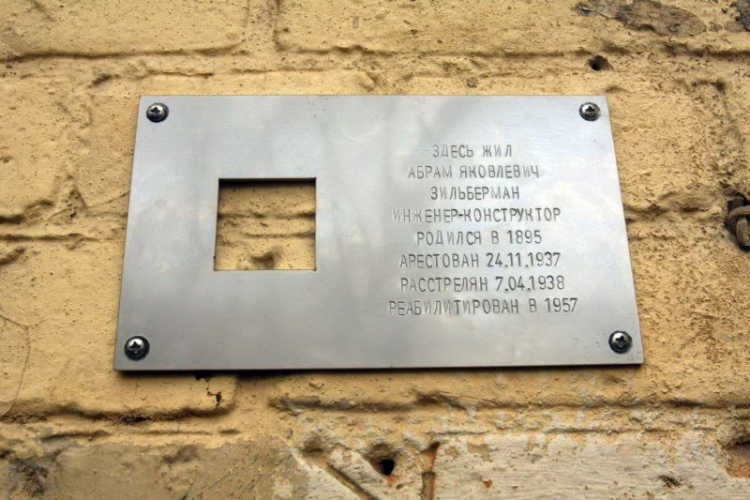 ЗДЕСЬ ЖИЛ
АБРАМ ЯКОВЛЕВИЧ
ЗИЛЬБЕРМАН
ИНЖЕНЕР-КОНСТРУКТОР
РОДИЛСЯ В 1895
АРЕСТОВАН 24.11.1937
РАССТРЕЛЯН 7.04.1938
РЕАБИЛИТИРОВАН В 1957